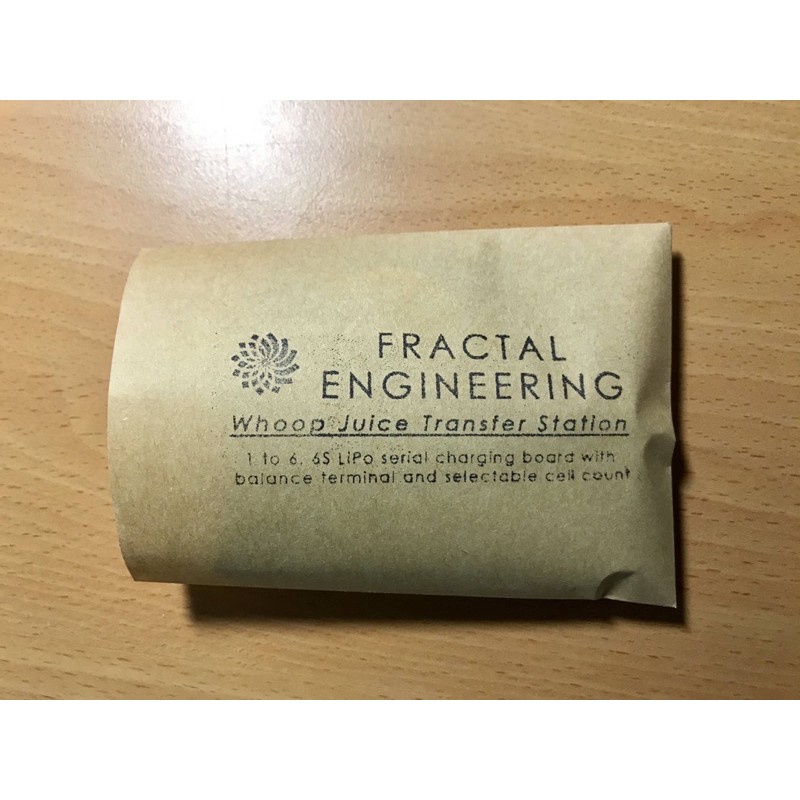 FRACTAL
ENGINEERING
Whoop Juice Transfer Station
1 to 6, 6S LiPo serial charging board with
balance terminal and selectable cell count